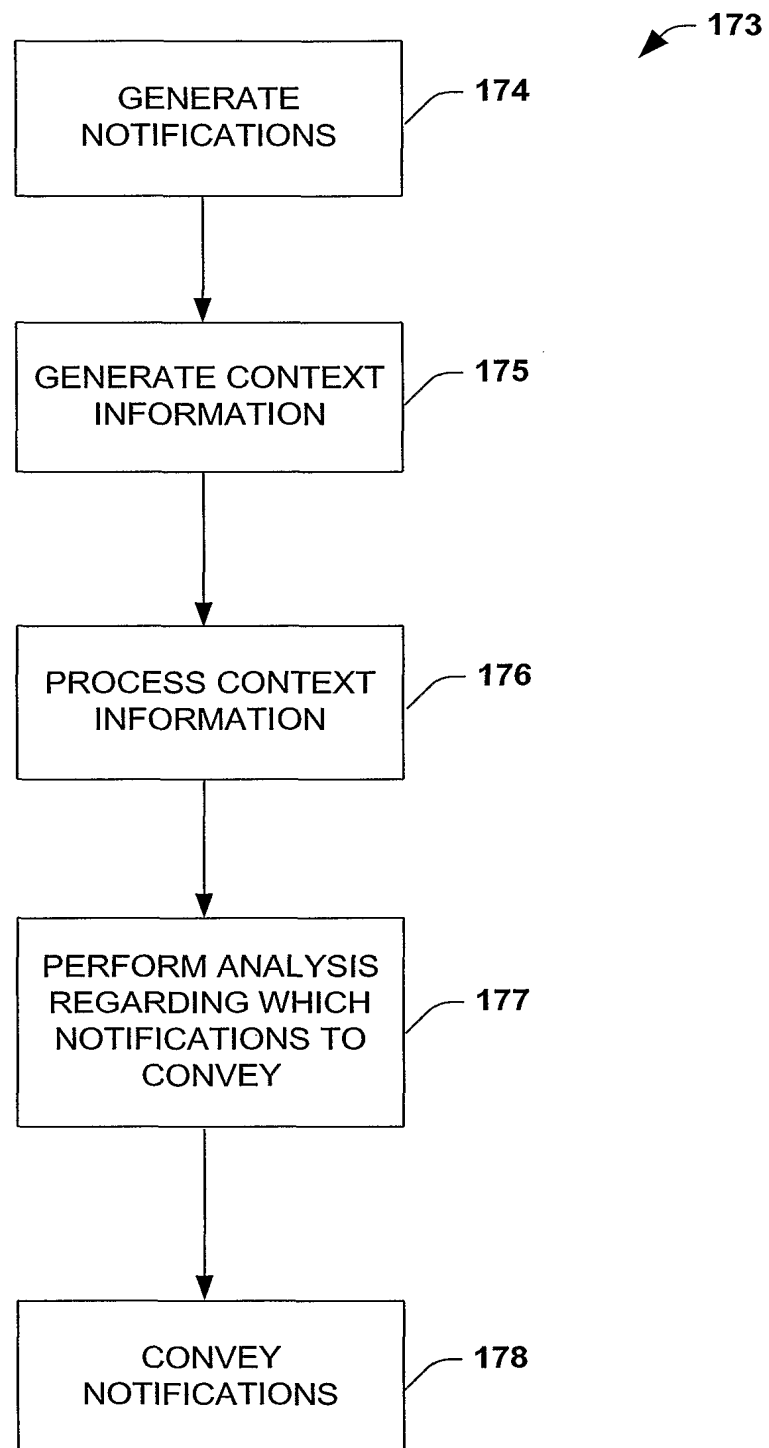 173
GENERATE
NOTIFICATIONS
174
GENERATE CONTEXT
INFORMATION
175
PROCESS CONTEXT
INFORMATION
176
PERFORM ANALYSIS
REGARDING WHICH
NOTIFICATIONS TO
CONVEY
177
CONVEY
NOTIFICATIONS
178